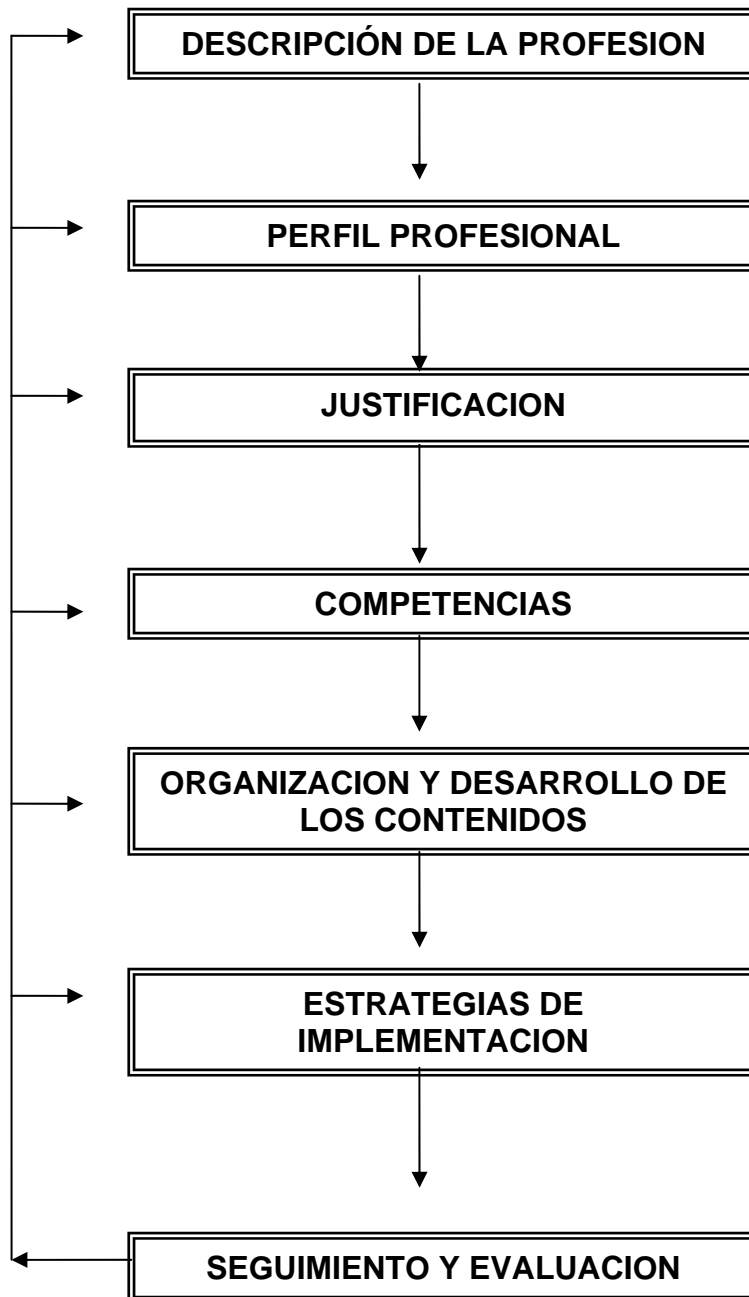 DESCRIPCIÓN DE LA PROFESION
PERFIL PROFESIONAL
JUSTIFICACION
COMPETENCIAS
ORGANIZACION Y DESARROLLO DE
LOS CONTENIDOS
ESTRATEGIAS DE
IMPLEMENTACION
SEGUIMIENTO Y EVALUACION